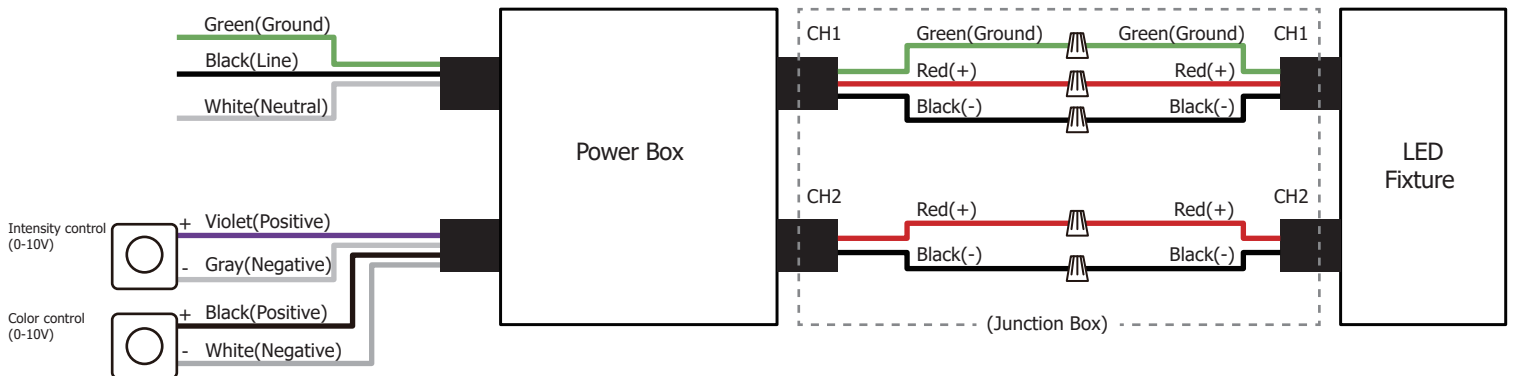 Green(Ground)
Black(Line)
White(Neutral)
Intensity control
(0-10V)
+ Violet(Positive)
- Gray(Negative)
Color control
(0-10V)
+ Black(Positive)
- White(Negative)
Power Box
CH1 Green(Ground) Green(Ground) CH1
Red(+) Red(+)
Black(-) Black(-)
CH2 Red(+) Red(+) CH2
Black(-) Black(-)
(Junction Box)
LED
Fixture